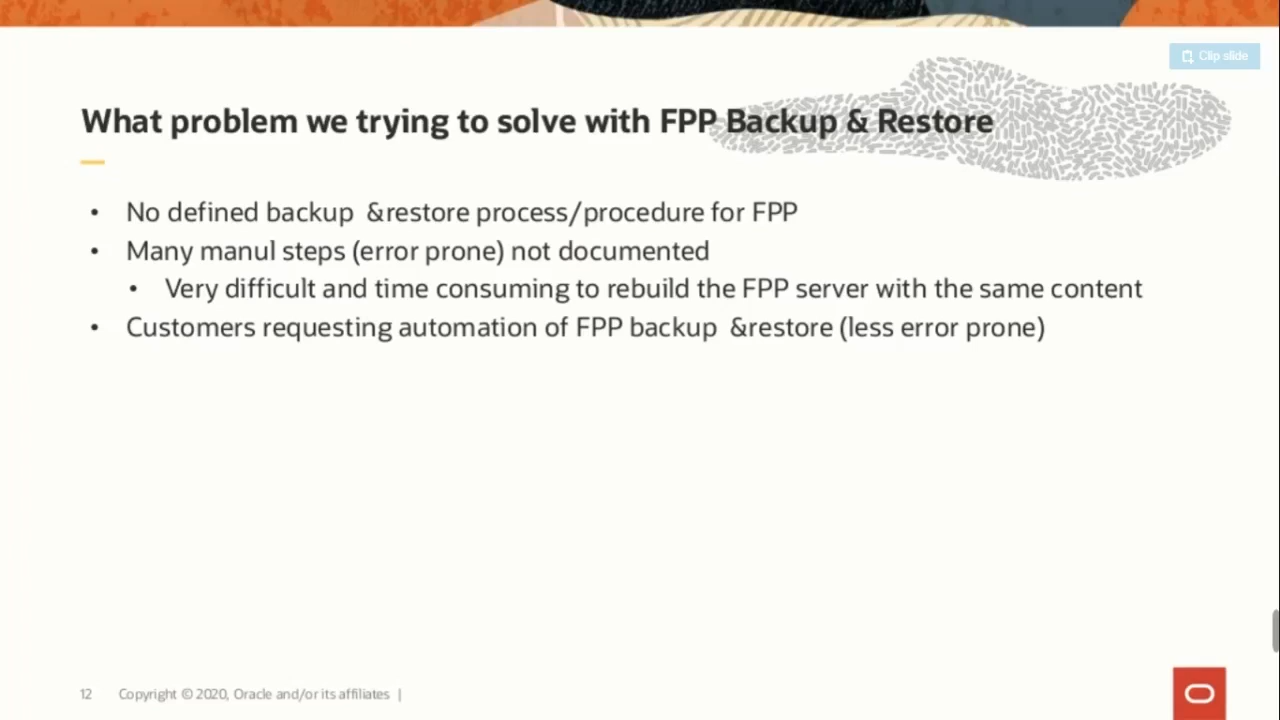 Clip slide
What problem we trying to solve with FPP Backup & Restore
• No defined backup  &restore process/procedure for FPP
• Many manul steps (error prone) not documented
• Very difficult and time consuming to rebuild the FPP server with the same content
• Customers requesting automation of FPP backup  &restore (less error prone)
12 Copyright © 2020, Oracle and/or its affiliates |